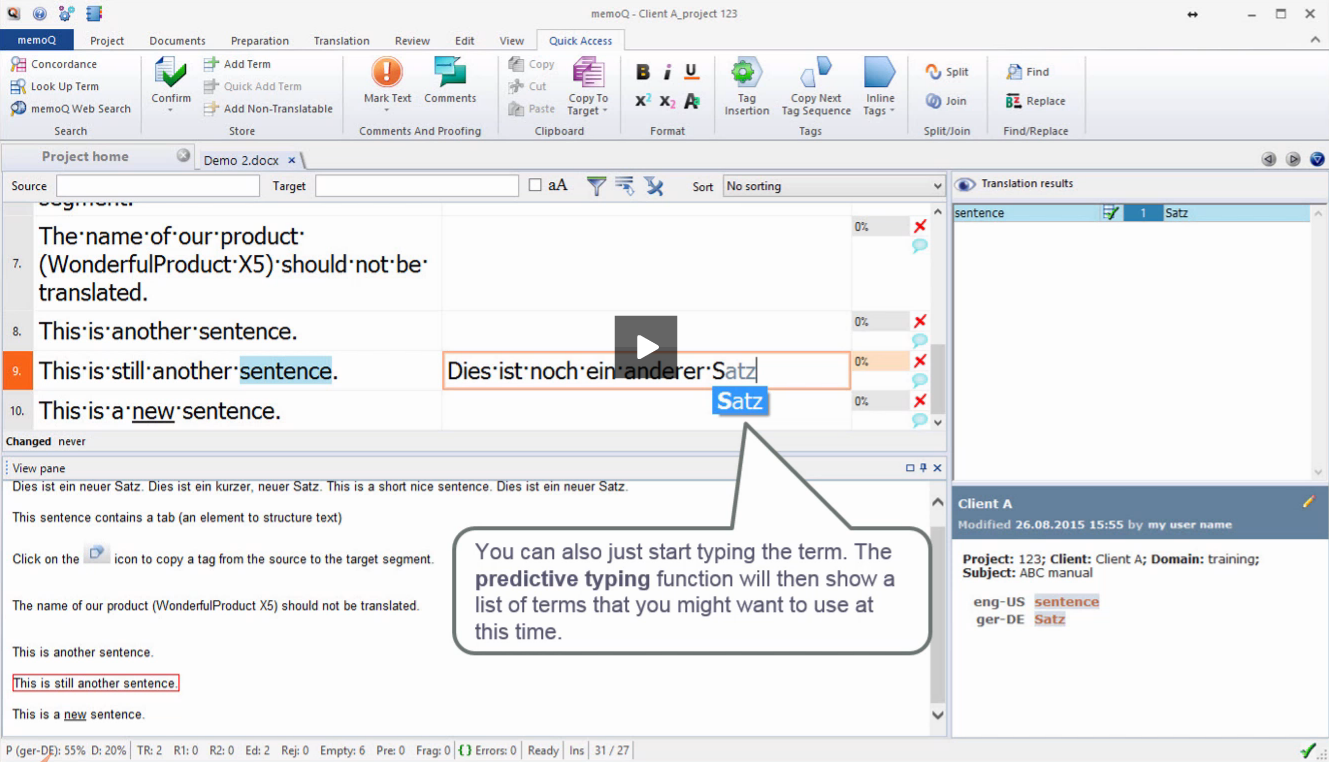 memoQ - Client A_project 123
memoQ Project Documents Preparation Translation Review Edit View Quick Access
Concordance
Look Up Term
memoQ Web Search
Search
Confirm
Add Term
Quick Add Term
Add Non-Translatable
Store
Mark Text
Comments
Comments And Proofing
Copy
Cut
Paste
Copy To
Target
Clipboard
B i U
X² X₂ A
Format
Tag
Insertion
Copy Next
Tag Sequence
Inline
Tags
Tags
Split
Join
Split/Join
Find
Replace
Find/Replace
Project home
Demo 2.docx
Source
Target
aA
Sort No sorting
segment.
7. The·name·of·our·product·
(WonderfulProduct·X5)·should·not·be·
translated. 0%
8. This·is·another·sentence. 0%
9. This·is·still·another·sentence. Dies·ist·noch·ein·anderer·Satz 0%
Satz
10. This·is·a·new·sentence. 0%
Changed never
Translation results
sentence 1 Satz
View pane
Dies ist ein neuer Satz. Dies ist ein kurzer, neuer Satz. This is a short nice sentence. Dies ist ein neuer Satz.
This sentence contains a tab (an element to structure text)
Click on the icon to copy a tag from the source to the target segment.
The name of our product (WonderfulProduct X5) should not be translated.
This is another sentence.
This is still another sentence.
This is a new sentence.
You can also just start typing the term. The
predictive typing function will then show a
list of terms that you might want to use at
this time.
Client A
Modified 26.08.2015 15:55 by my user name
Project: 123; Client: Client A; Domain: training;
Subject: ABC manual
eng-US sentence
ger-DE Satz
P (ger-DE): 55% D: 20% TR: 2 R1: 0 R2: 0 Ed: 2 Rej: 0 Empty: 6 Pre: 0 Frag: 0 {} Errors: 0 Ready Ins 31 / 27